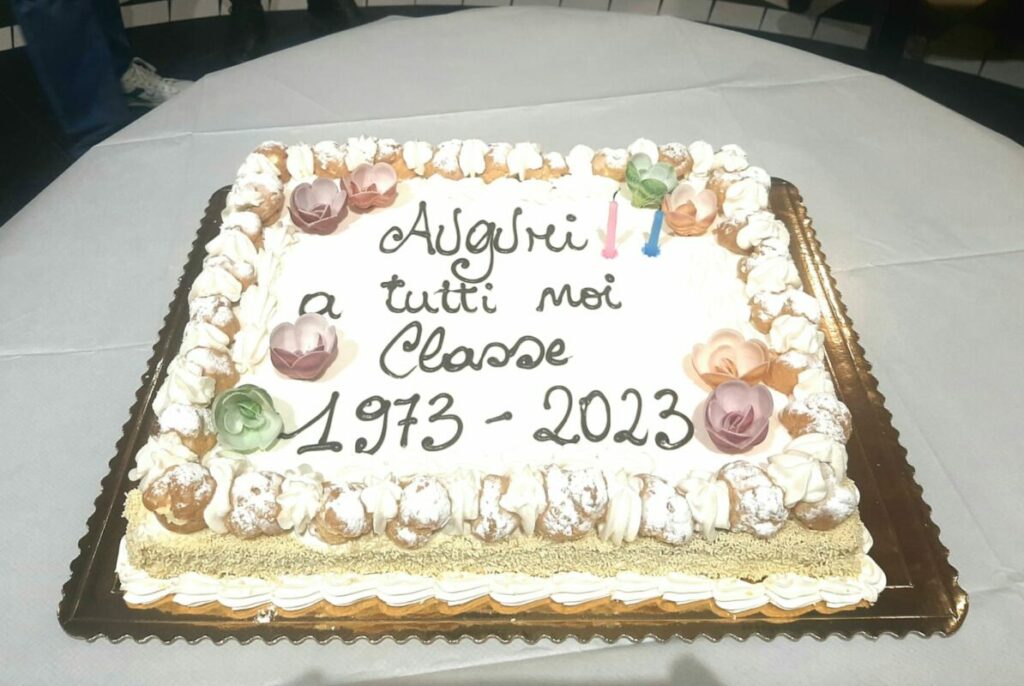 Auguri
a tutti noi
Classe
1973 - 2023